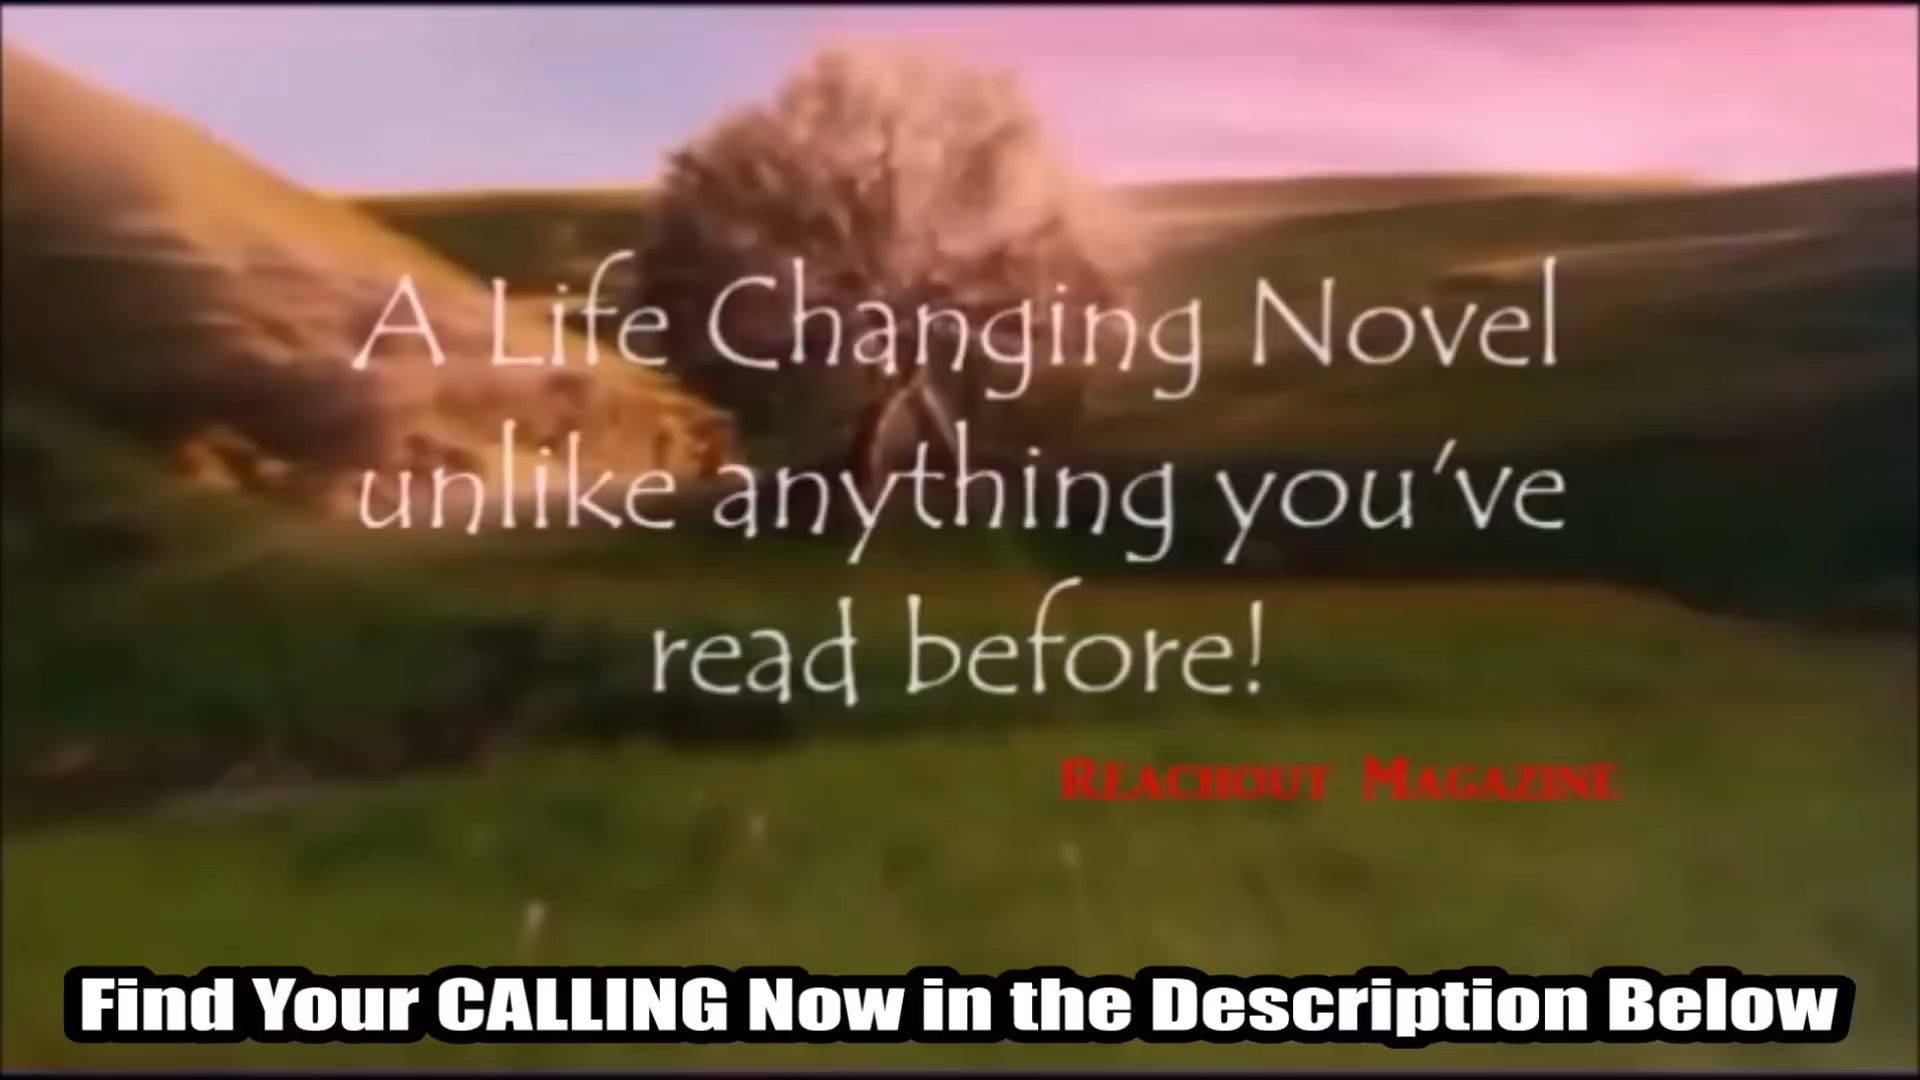 A Life Changing Novel
unlike anything you've
read before!
Reachout Magazine
Find Your CALLING Now in the Description Below